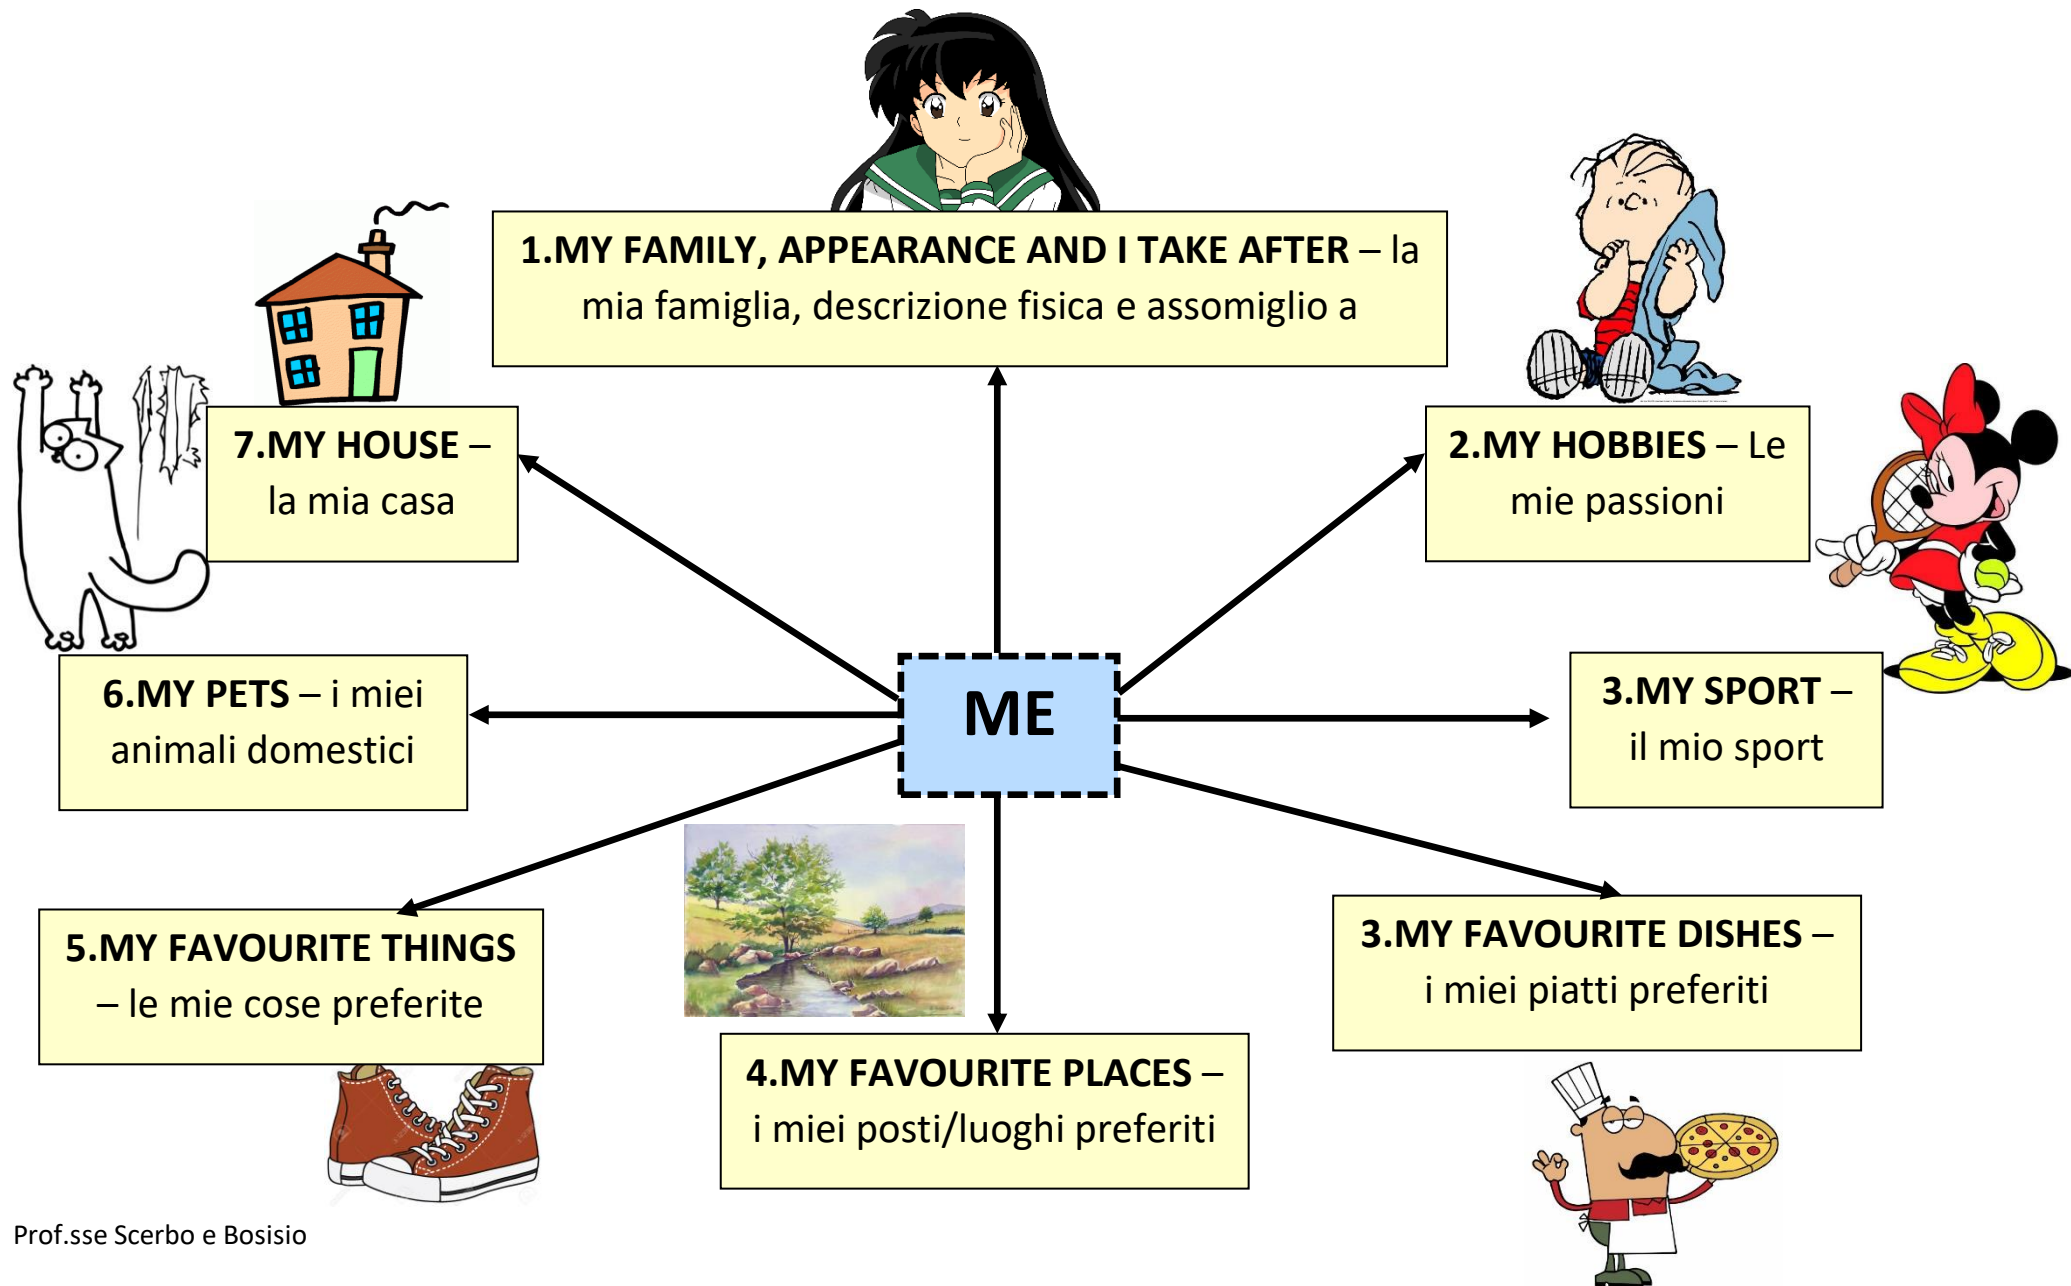 1.MY FAMILY, APPEARANCE AND I TAKE AFTER – la
mia famiglia, descrizione fisica e assomiglio a
2.MY HOBBIES – Le
mie passioni
3.MY SPORT –
il mio sport
3.MY FAVOURITE DISHES –
i miei piatti preferiti
4.MY FAVOURITE PLACES –
i miei posti/luoghi preferiti
5.MY FAVOURITE THINGS
– le mie cose preferite
6.MY PETS – i miei
animali domestici
7.MY HOUSE –
la mia casa
ME
Prof.sse Scerbo e Bosisio